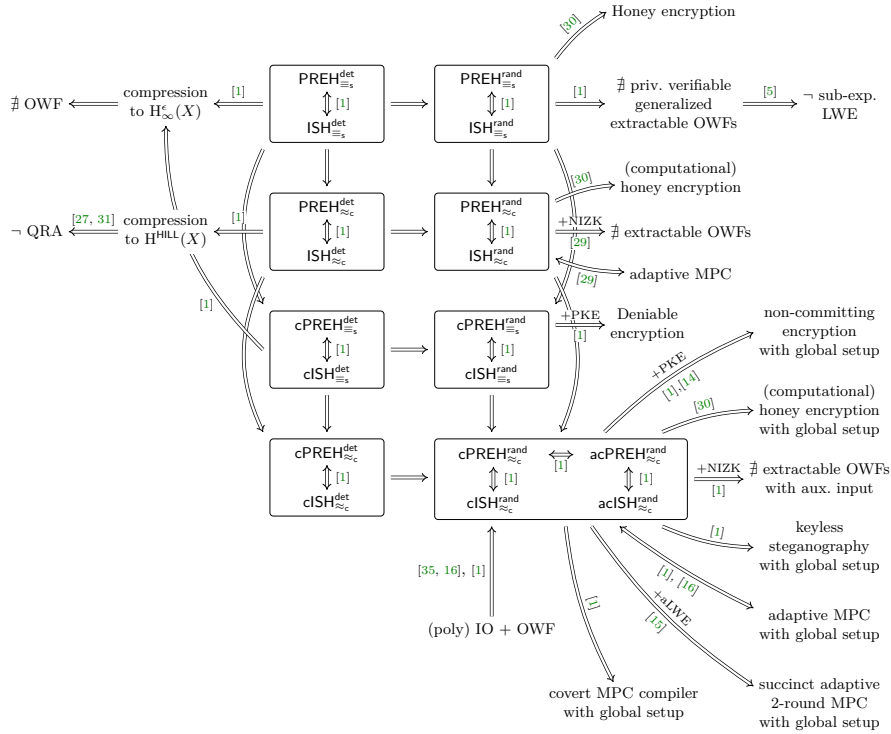 Honey encryption
[30]
∄ OWF
compression
to H^ϵ_∞(X)
[1]
PREH^det_≡s
[1]
ISH^det_≡s
PREH^rand_≡s
[1]
ISH^rand_≡s
[1]
∄ priv. verifiable
generalized
extractable OWFs
[5]
¬ sub-exp.
LWE
¬ QRA
[27, 31]
compression
to H^HILL(X)
[1]
PREH^det_≈c
[1]
ISH^det_≈c
PREH^rand_≈c
[1]
ISH^rand_≈c
[30]
(computational)
honey encryption
+NIZK
[29]
∄ extractable OWFs
[29]
adaptive MPC
[1]
cPREH^det_≡s
[1]
cISH^det_≡s
cPREH^rand_≡s
[1]
cISH^rand_≡s
+PKE
[1]
Deniable
encryption
+PKE
[1],[14]
non-committing
encryption
with global setup
[30]
(computational)
honey encryption
with global setup
cPREH^det_≈c
[1]
cISH^det_≈c
cPREH^rand_≈c
[1]
cISH^rand_≈c
[1]
acPREH^rand_≈c
[1]
acISH^rand_≈c
+NIZK
[1]
∄ extractable OWFs
with aux. input
[1]
keyless
steganography
with global setup
[35, 16], [1]
(poly) IO + OWF
[1]
covert MPC compiler
with global setup
[1], [16]
adaptive MPC
with global setup
+aLWE
[15]
succinct adaptive
2-round MPC
with global setup